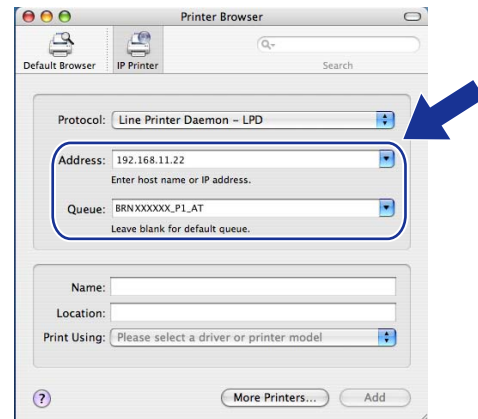 Printer Browser
Default Browser
IP Printer
Q-
Search
Protocol: Line Printer Daemon – LPD
Address: 192.168.11.22
Enter host name or IP address.
Queue: BRNXXXXXX_P1_AT
Leave blank for default queue.
Name:
Location:
Print Using: Please select a driver or printer model
?
More Printers...
Add